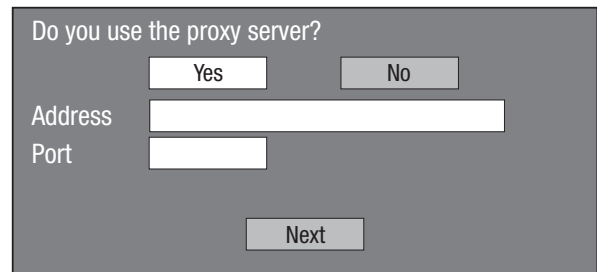 Do you use the proxy server?
Yes No
Address
Port
Next